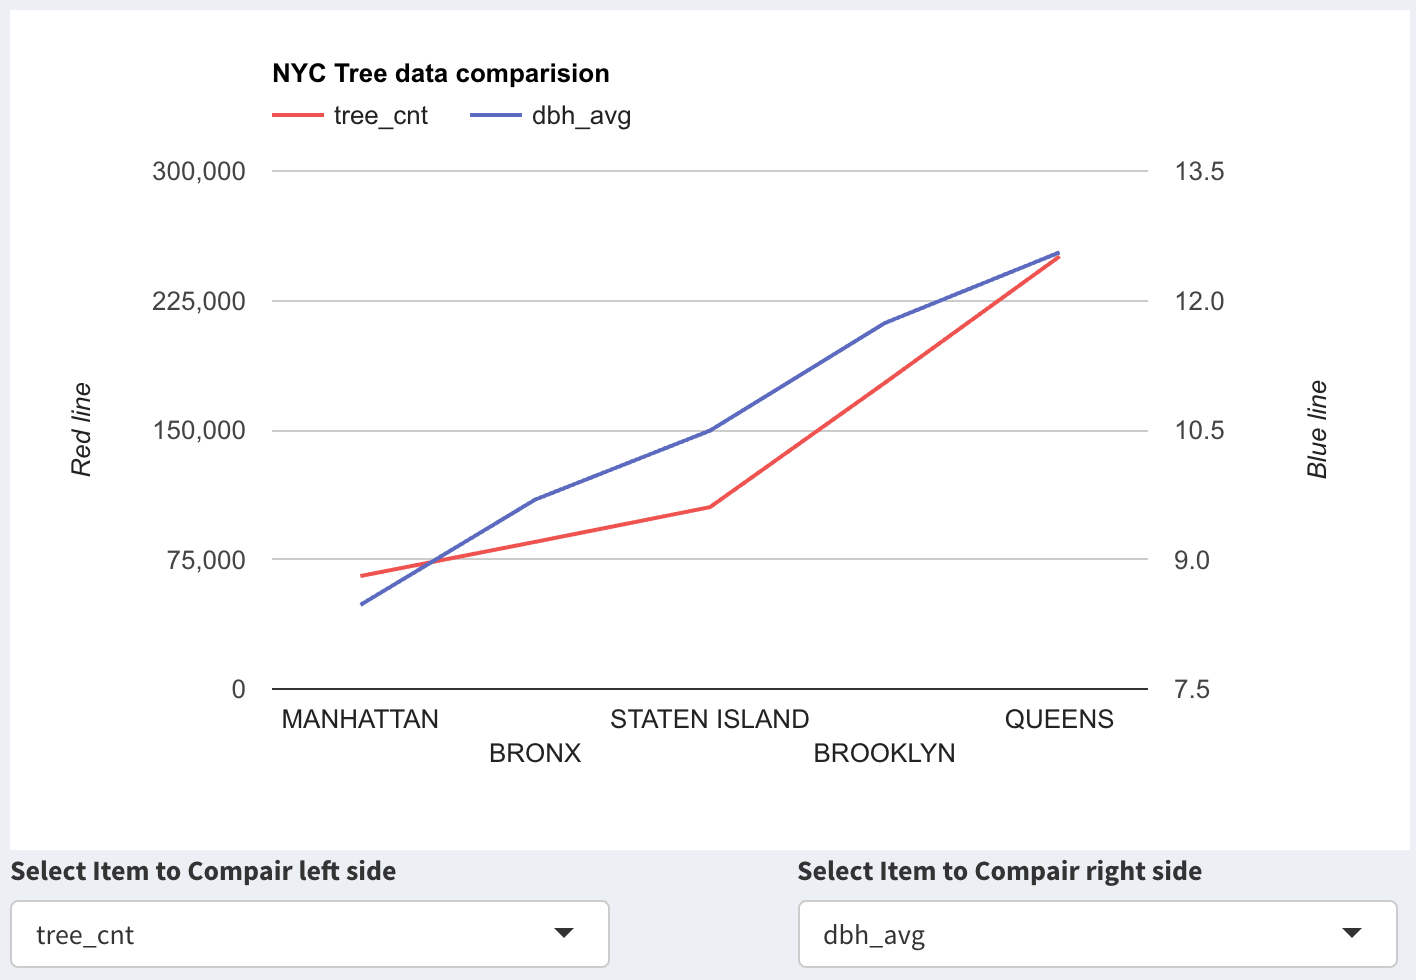 NYC Tree data comparision
tree_cnt dbh_avg
300,000 13.5
225,000 12.0
150,000 10.5
75,000 9.0
0 7.5
Red line
Blue line
MANHATTAN STATEN ISLAND QUEENS
BRONX BROOKLYN
Select Item to Compair left side Select Item to Compair right side
tree_cnt dbh_avg